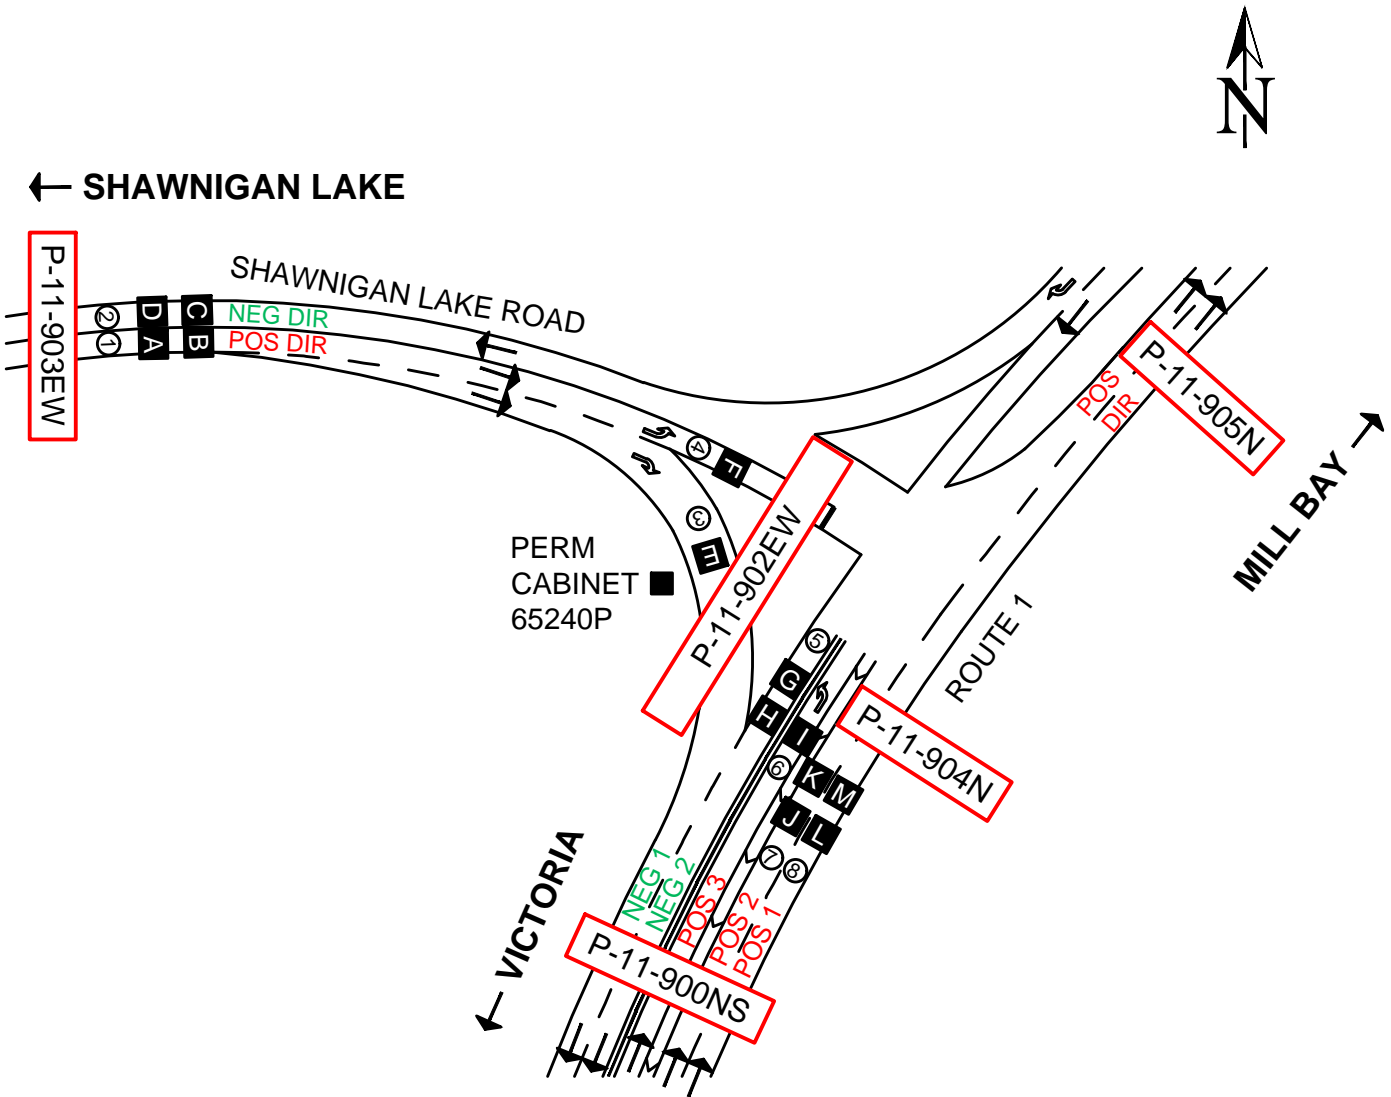 N
SHAWNIGAN LAKE
P-11-903EW
SHAWNIGAN LAKE ROAD
2
D
C
NEG DIR
1
A
B
POS DIR
4
F
3
E
PERM
CABINET
65240P
P-11-902EW
POS
DIR
P-11-905N
MILL BAY
ROUTE 1
5
G
H
I
6
K
M
J
L
7
8
P-11-904N
VICTORIA
NEG 1
NEG 2
POS 3
POS 2
POS 1
P-11-900NS